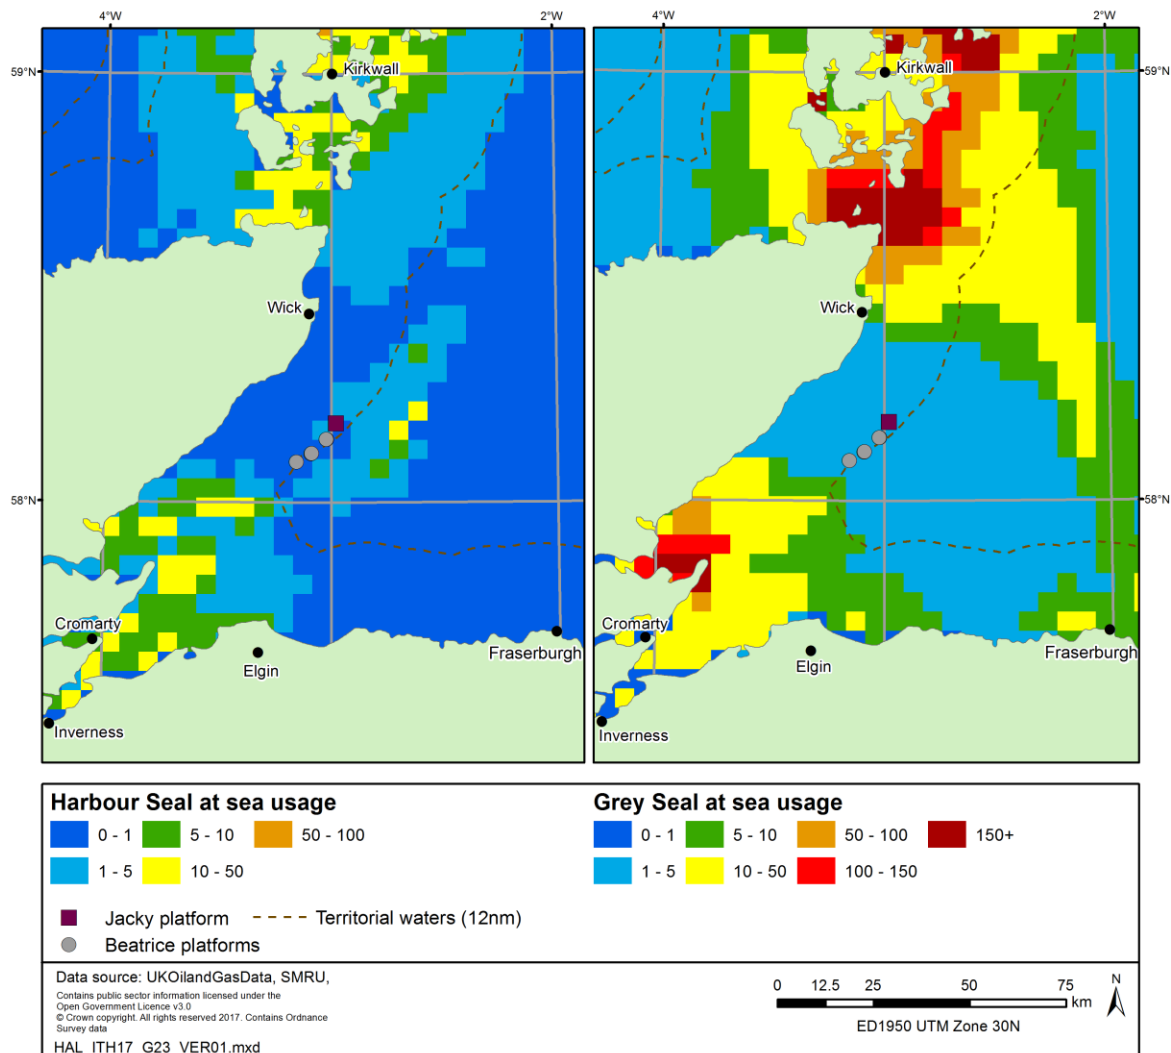 4°W
2°W
4°W
2°W
59°N
Kirkwall
Kirkwall
59°N
Wick
Wick
58°N
58°N
Cromarty
Cromarty
Elgin
Fraserburgh
Elgin
Fraserburgh
Inverness
Inverness
Harbour Seal at sea usage
0 - 1
5 - 10
50 - 100
1 - 5
10 - 50
Grey Seal at sea usage
0 - 1
5 - 10
50 - 100
150+
1 - 5
10 - 50
100 - 150
Jacky platform
Territorial waters (12nm)
Beatrice platforms
Data source: UKOilandGasData, SMRU,
Contains public sector information licensed under the
Open Government Licence v3.0
© Crown copyright. All rights reserved 2017. Contains Ordnance
Survey data
HAL_ITH17_G23_VER01.mxd
0 12.5 25 50 75
km
N
ED1950 UTM Zone 30N